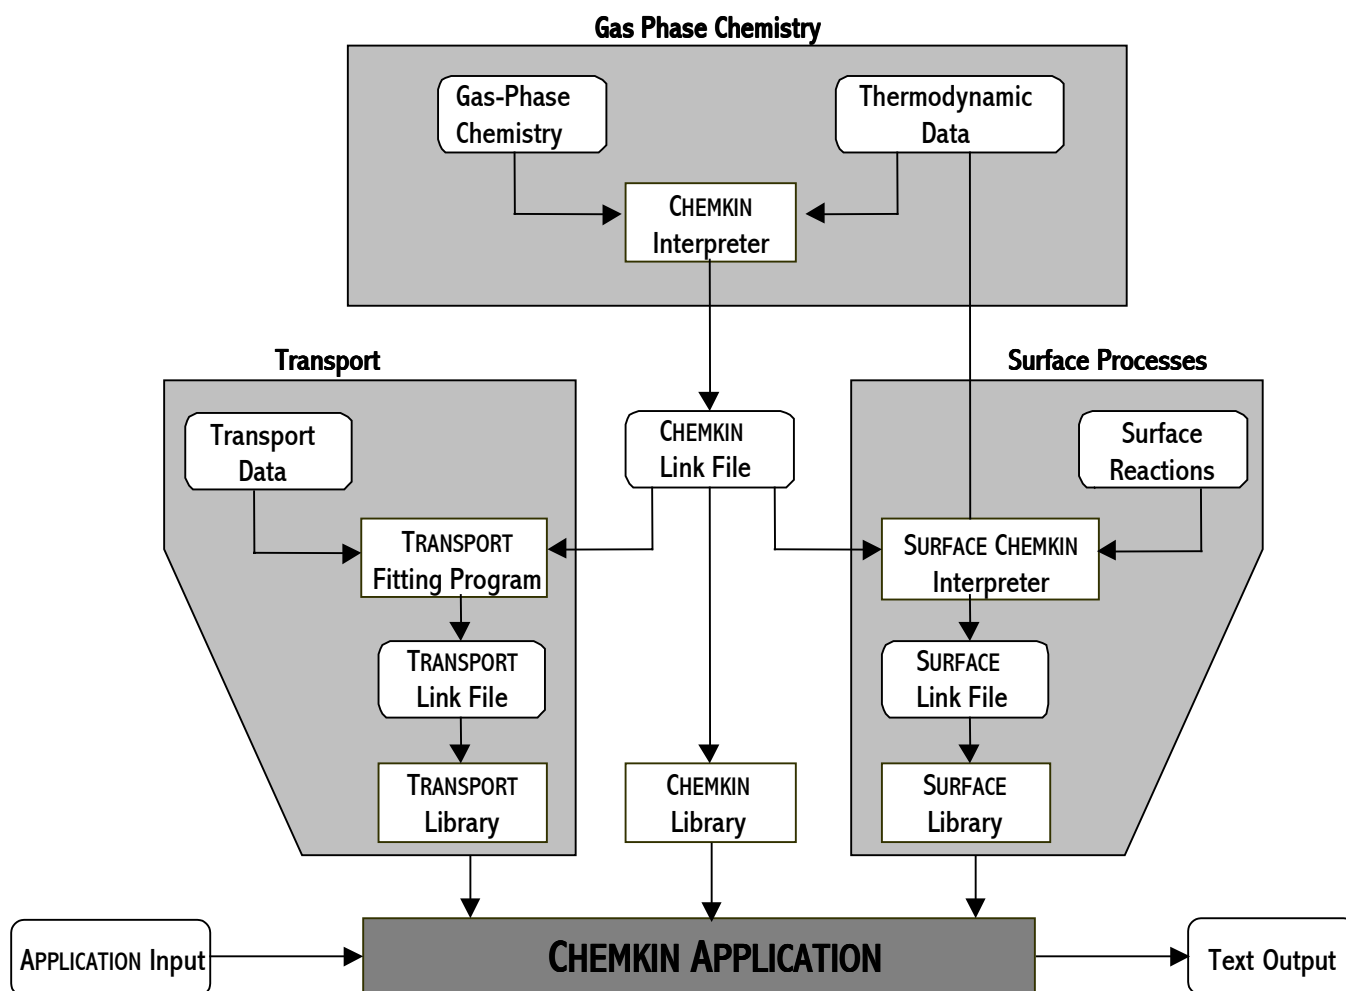 Gas Phase Chemistry
Gas-Phase
Chemistry
Thermodynamic
Data
CHEMKIN
Interpreter
Transport
Surface Processes
Transport
Data
CHEMKIN
Link File
Surface
Reactions
TRANSPORT
Fitting Program
SURFACE CHEMKIN
Interpreter
TRANSPORT
Link File
SURFACE
Link File
TRANSPORT
Library
CHEMKIN
Library
SURFACE
Library
APPLICATION Input
CHEMKIN APPLICATION
Text Output